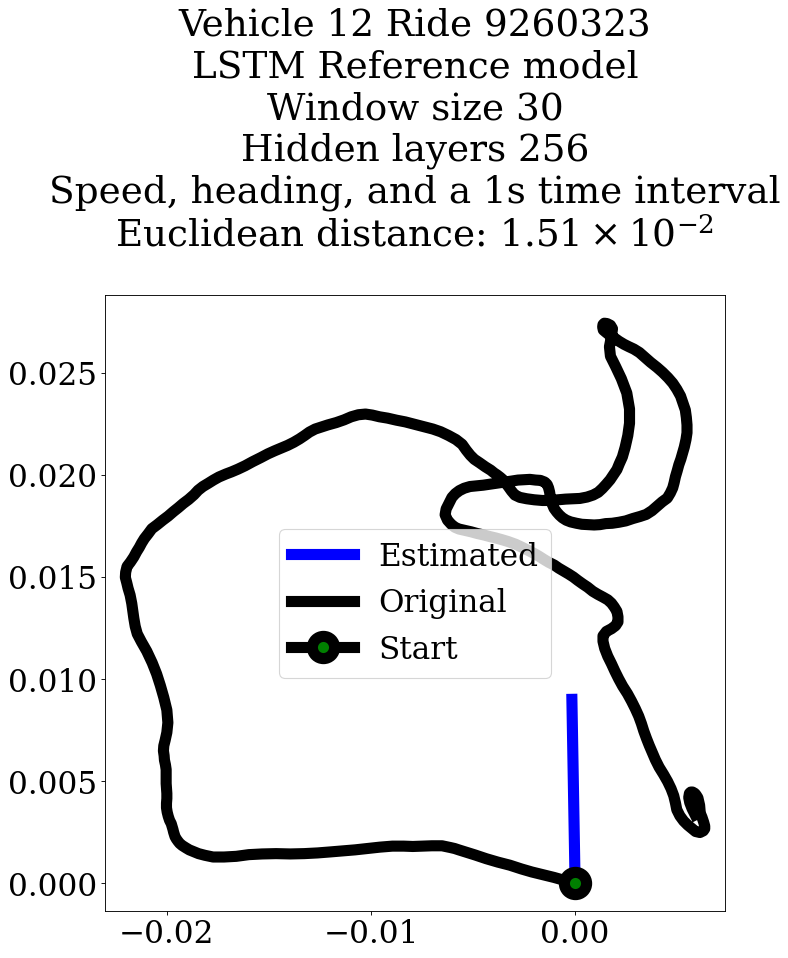 Vehicle 12 Ride 9260323
LSTM Reference model
Window size 30
Hidden layers 256
Speed, heading, and a 1s time interval
Euclidean distance: 1.51 × 10⁻²
0.025
0.020
0.015
0.010
0.005
0.000
Estimated
Original
Start
−0.02
−0.01
0.00